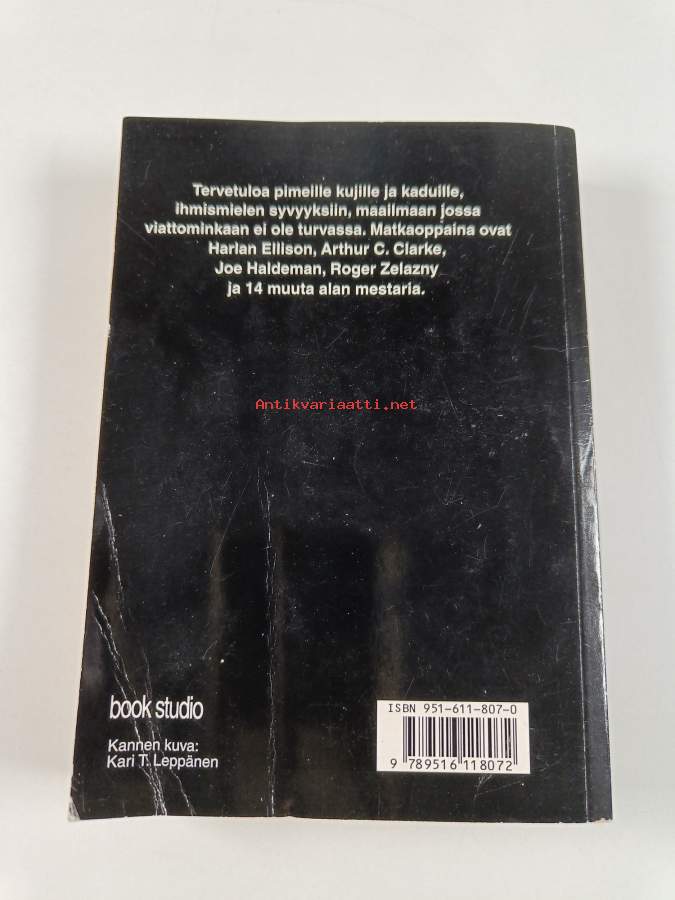 Tervetuloa pimeille kujille ja kaduille,
ihmismielen syvyyksiin, maailmaan jossa
viattominkaan ei ole turvassa. Matkaoppaina ovat
Harlan Ellison, Arthur C. Clarke,
Joe Haldeman, Roger Zelazny
ja 14 muuta alan mestaria.
Antikvariaatti.net
book studio
Kannen kuva:
Kari T. Leppänen
ISBN 951-611-807-0
9 789516 118072